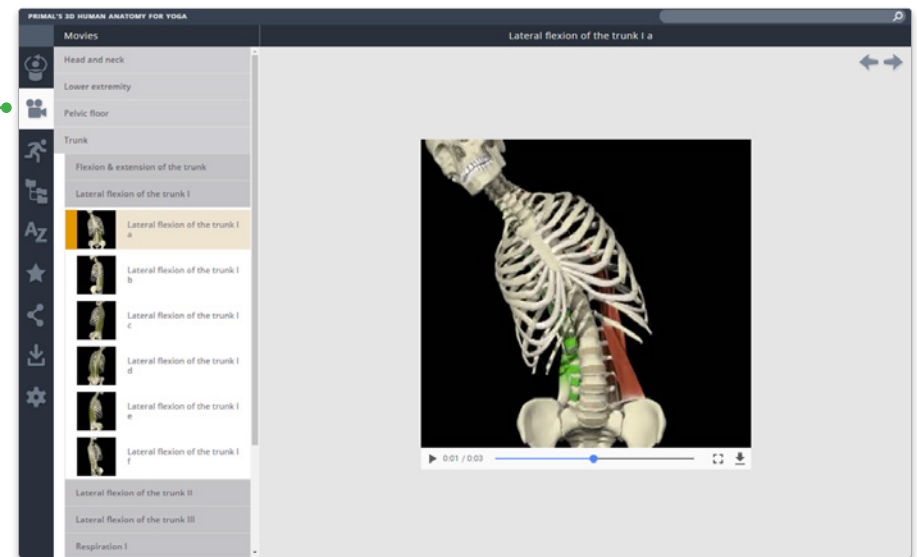 PRIMAL'S 3D HUMAN ANATOMY FOR YOGA
Movies
Lateral flexion of the trunk I a
Head and neck
Lower extremity
Pelvic floor
Trunk
Flexion & extension of the trunk
Lateral flexion of the trunk I
Lateral flexion of the trunk I
a
Lateral flexion of the trunk I
b
Lateral flexion of the trunk I
c
Lateral flexion of the trunk I
d
Lateral flexion of the trunk I
e
Lateral flexion of the trunk I
f
Lateral flexion of the trunk II
Lateral flexion of the trunk III
Respiration I
AZ
0:01 / 0:03